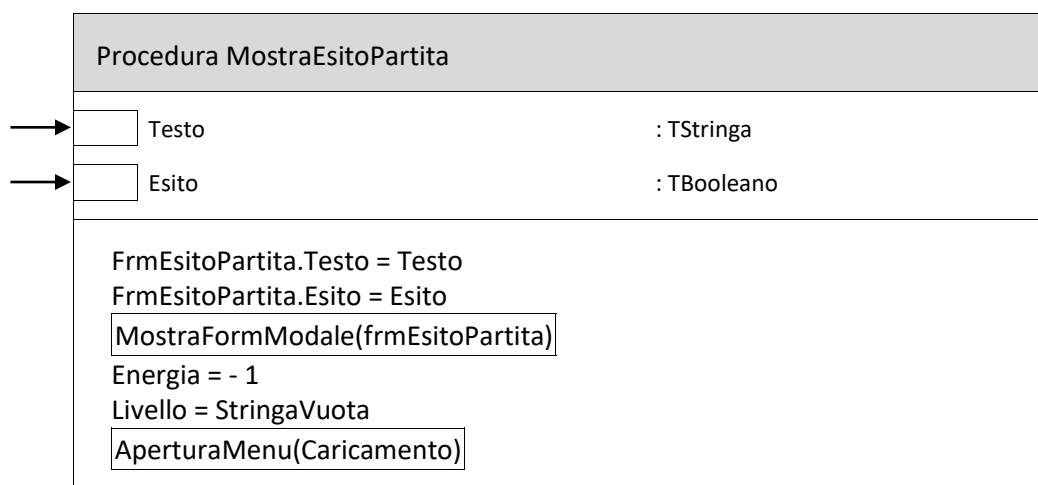 Procedura MostraEsitoPartita
Testo : TStringa
Esito : TBooleano
FrmEsitoPartita.Testo = Testo
FrmEsitoPartita.Esito = Esito
MostraFormModale(frmEsitoPartita)
Energia = - 1
Livello = StringaVuota
AperturaMenu(Caricamento)